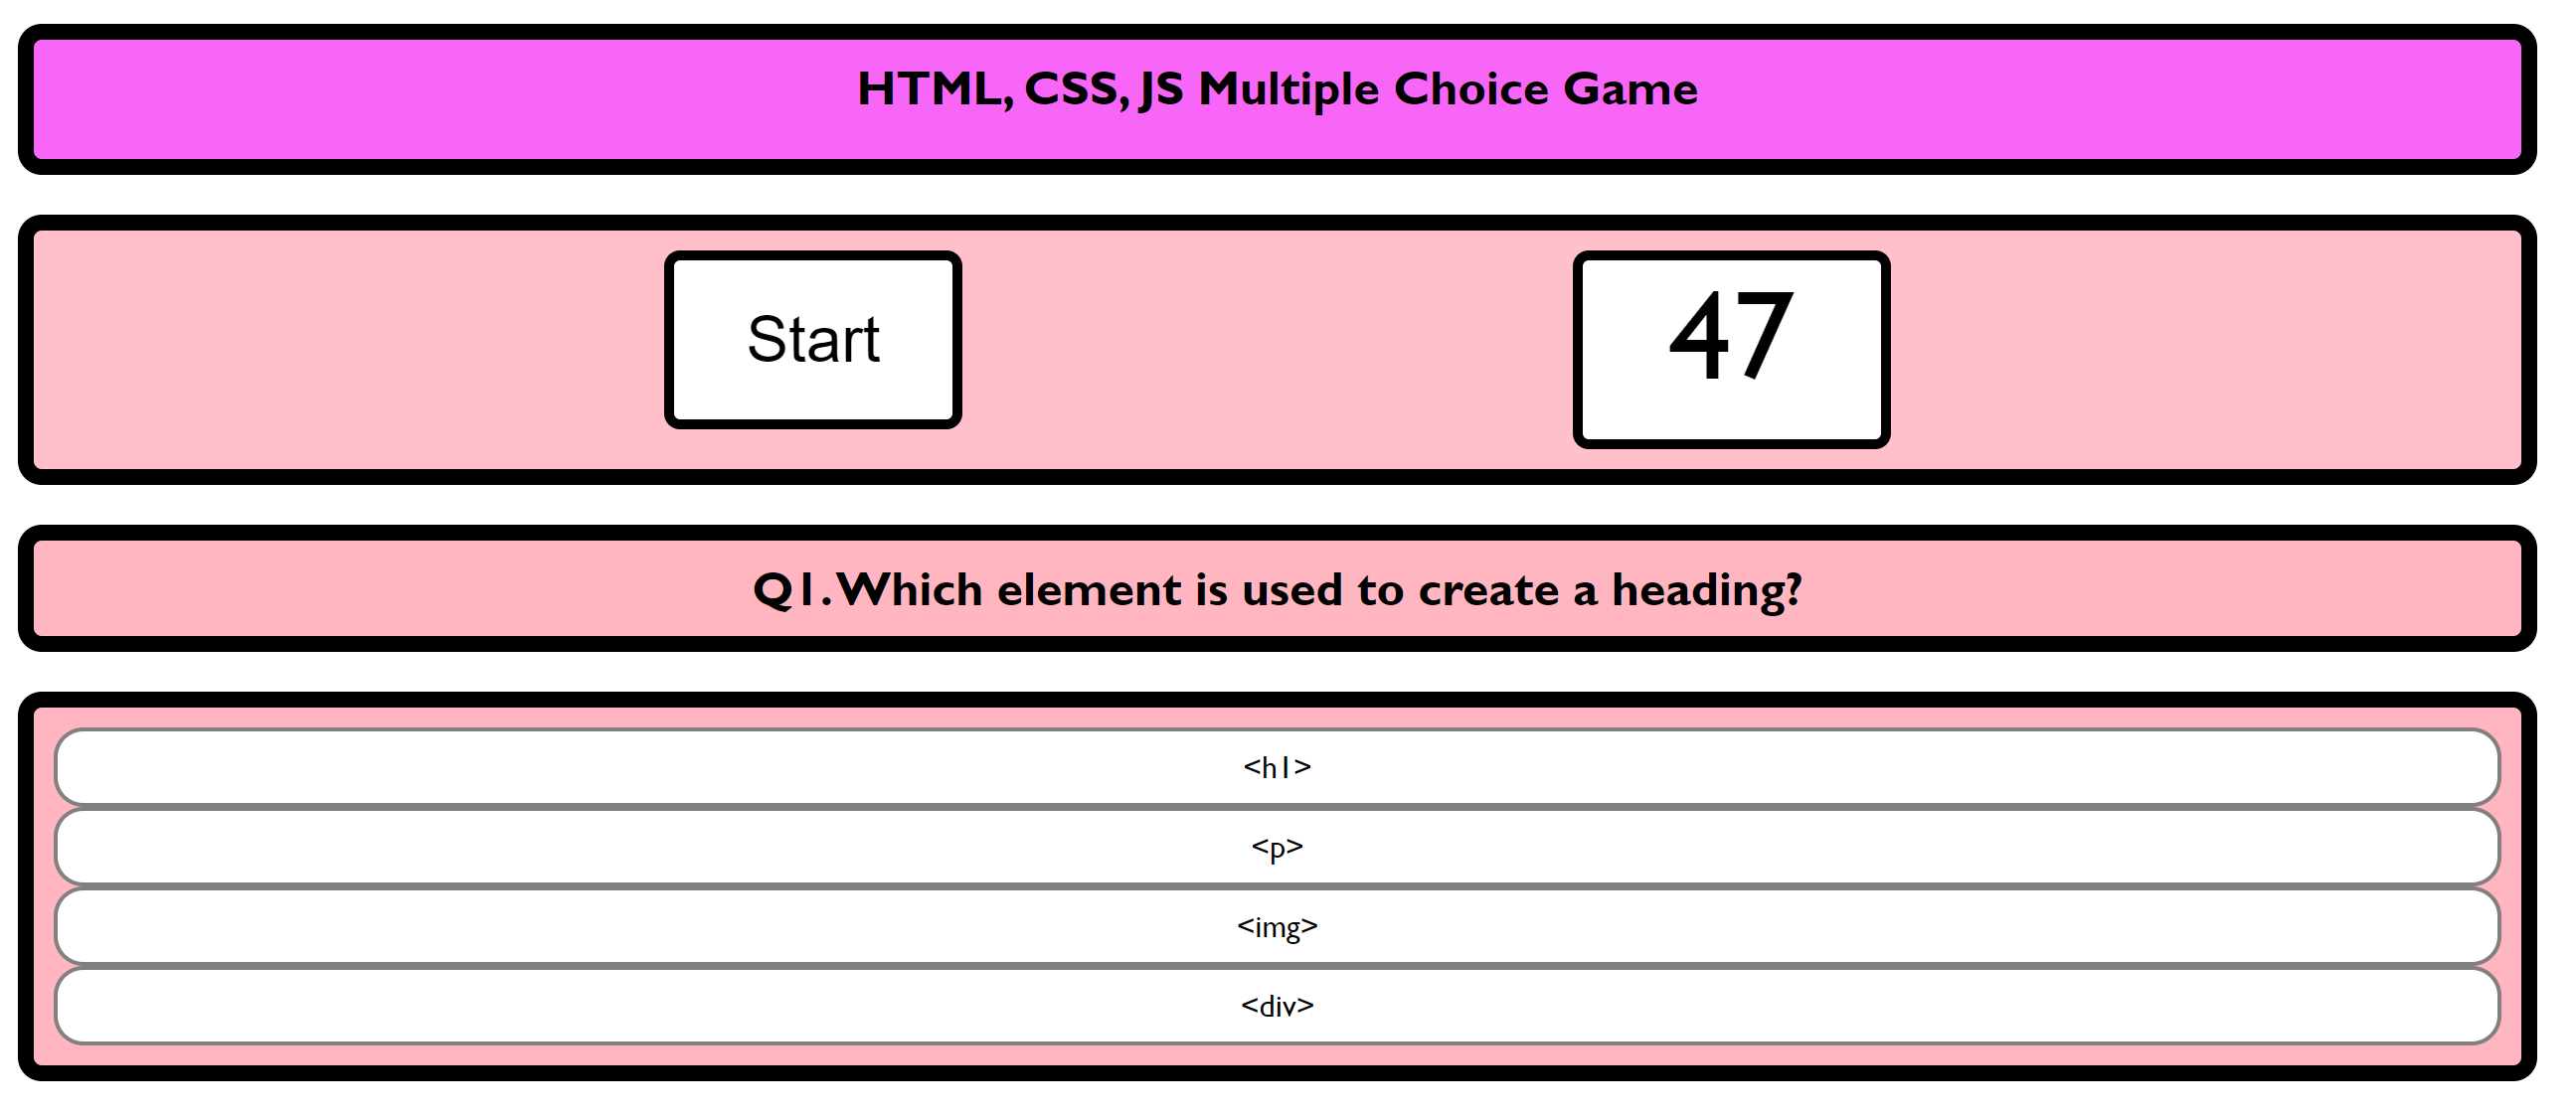 HTML, CSS, JS Multiple Choice Game
Start
47
Q1. Which element is used to create a heading?
<h1>
<p>
<img>
<div>